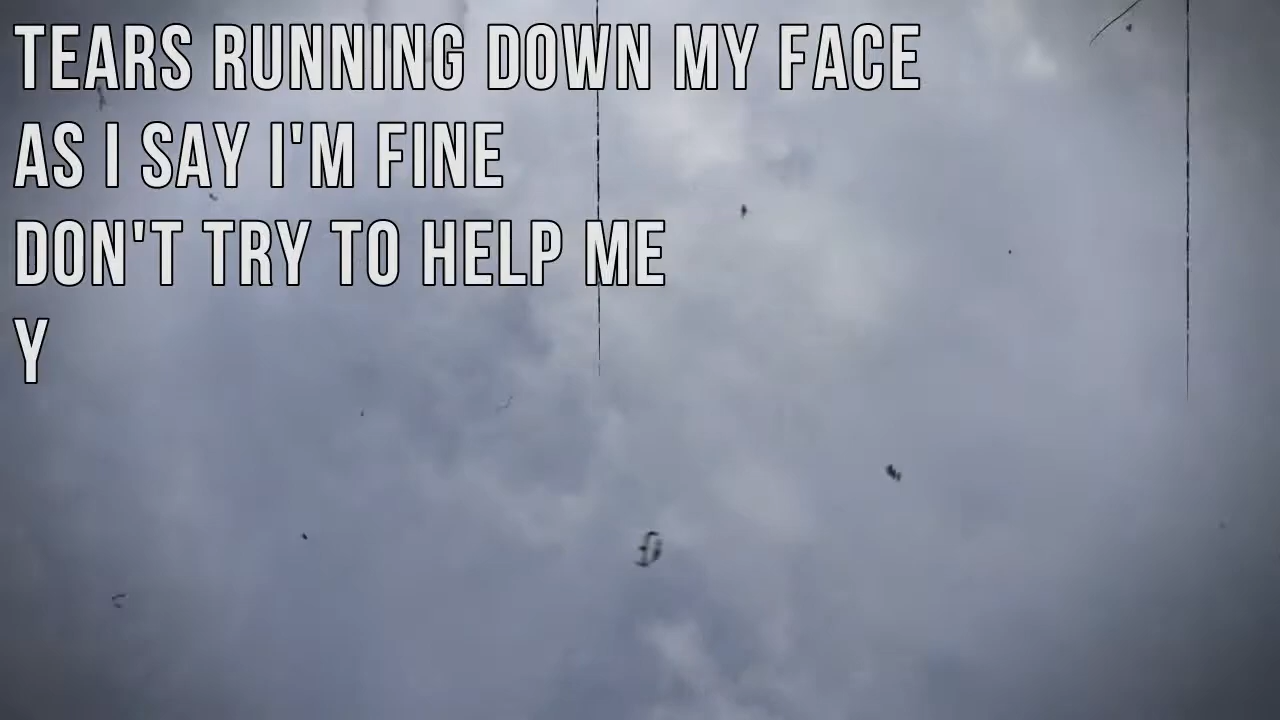 TEARS RUNNING DOWN MY FACE
AS I SAY I'M FINE
DON'T TRY TO HELP ME
Y